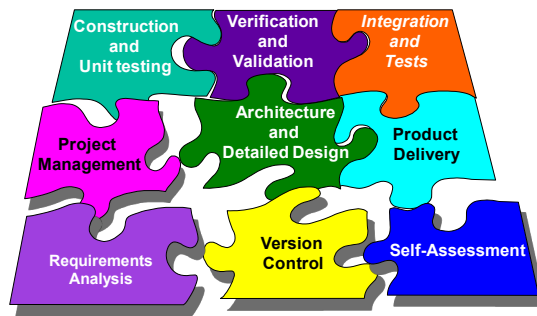 Construction
and
Unit testing
Verification
and
Validation
Integration
and
Tests
Project
Management
Architecture
and
Detailed Design
Product
Delivery
Requirements
Analysis
Version
Control
Self-Assessment